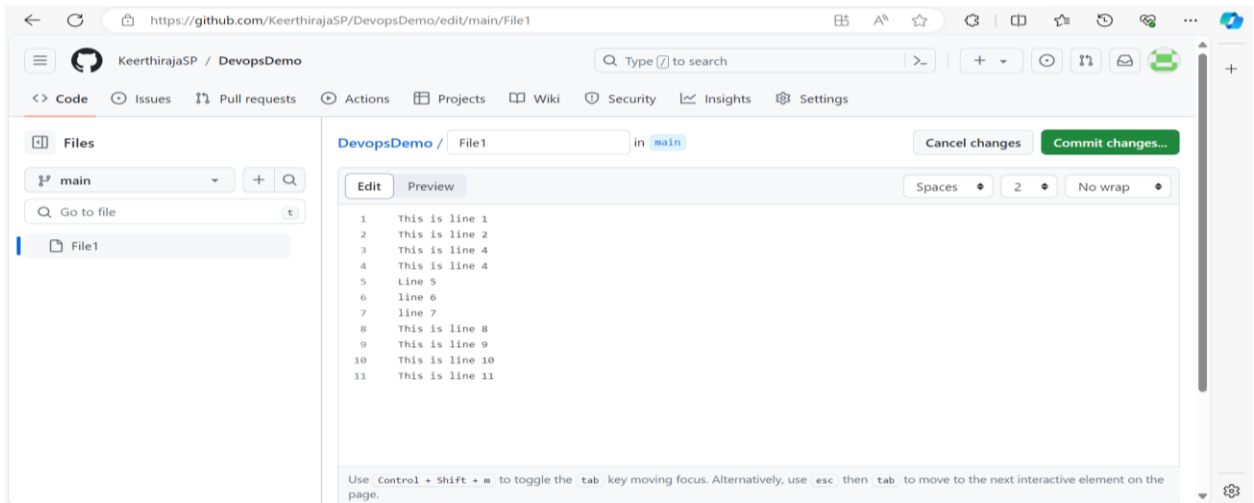 https://github.com/KeerthirajaSP/DevopsDemo/edit/main/File1
KeerthirajaSP / DevopsDemo
Type / to search
<> Code Issues Pull requests Actions Projects Wiki Security Insights Settings
Files
DevopsDemo / File1 in main
Cancel changes Commit changes...
main
Edit Preview
Spaces 2 No wrap
Go to file t
File1
1 This is line 1
2 This is line 2
3 This is line 4
4 This is line 4
5 Line 5
6 line 6
7 line 7
8 This is line 8
9 This is line 9
10 This is line 10
11 This is line 11
Use Control + Shift + m to toggle the tab key moving focus. Alternatively, use esc then tab to move to the next interactive element on the
page.